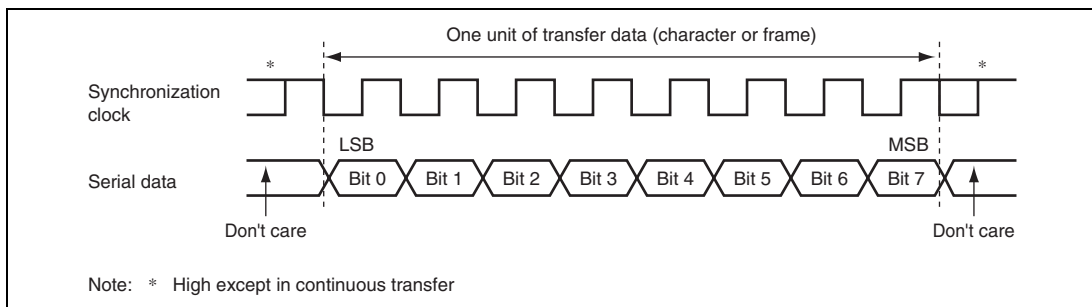 One unit of transfer data (character or frame)
* *
Synchronization
clock
LSB MSB
Serial data Bit 0 Bit 1 Bit 2 Bit 3 Bit 4 Bit 5 Bit 6 Bit 7
Don't care Don't care
Note: * High except in continuous transfer